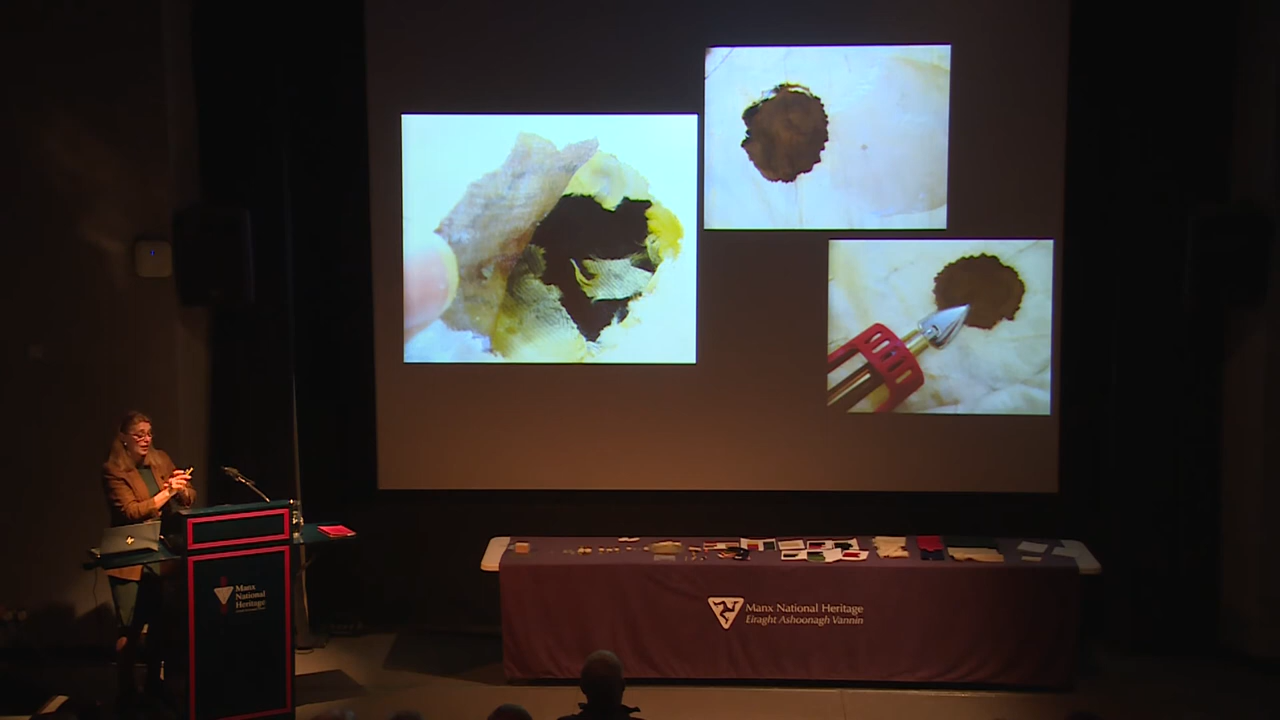 Manx
National
Heritage
Manx National Heritage
Eiraght Ashoonagh Vannin